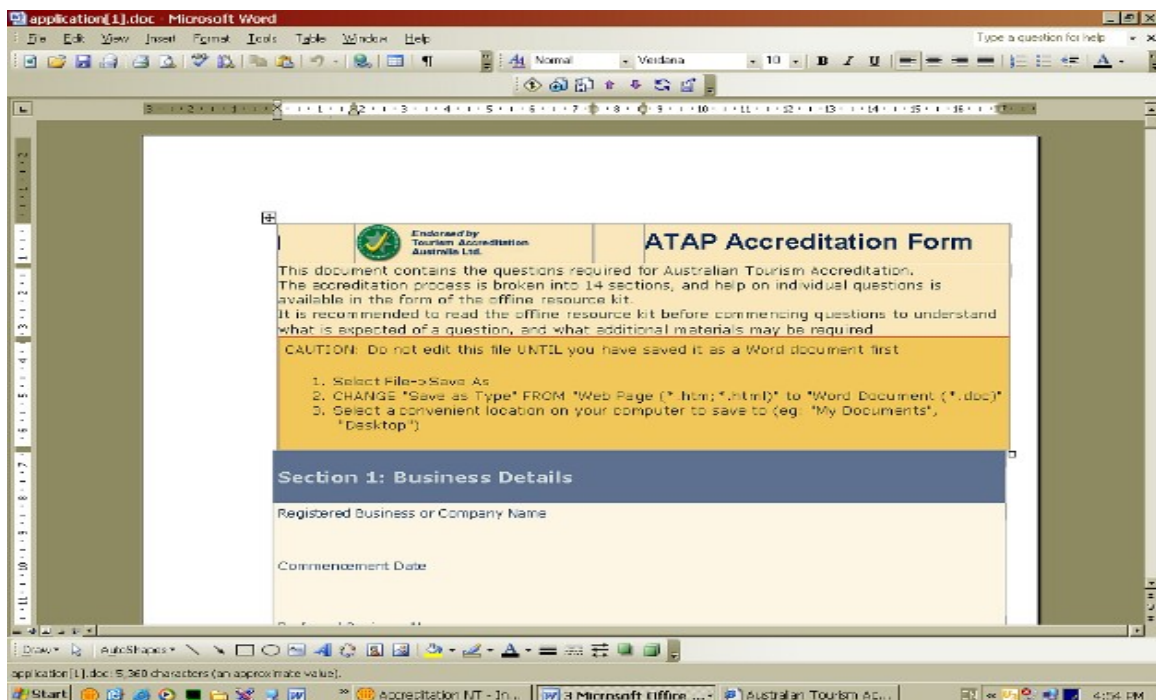 application[1].doc - Microsoft Word
File Edit View Insert Format Tools Table Window Help
Type a question for help
Normal Verdana 10 B I U
Endorsed by
Tourism Accreditation
Australia Ltd.
ATAP Accreditation Form
This document contains the questions required for Australian Tourism Accreditation.
The accreditation process is broken into 14 sections, and help on individual questions is
available in the form of the offline resource kit.
It is recommended to read the offline resource kit before commencing questions to understand
what is expected of a question, and what additional materials may be required
CAUTION: Do not edit this file UNTIL you have saved it as a Word document first
1. Select File->Save As
2. CHANGE "Save as Type" FROM "Web Page (*.htm;*.html)" to "Word Document (*.doc)"
3. Select a convenient location on your computer to save to (eg: "My Documents",
"Desktop")
Section 1: Business Details
Registered Business or Company Name
Commencement Date
Draw AutoShapes
application[1].doc: 5,360 characters (an approximate value).
Start Accreditation NT - In... 3 Microsoft Office ... Australian Tourism Ac... 4:54 PM